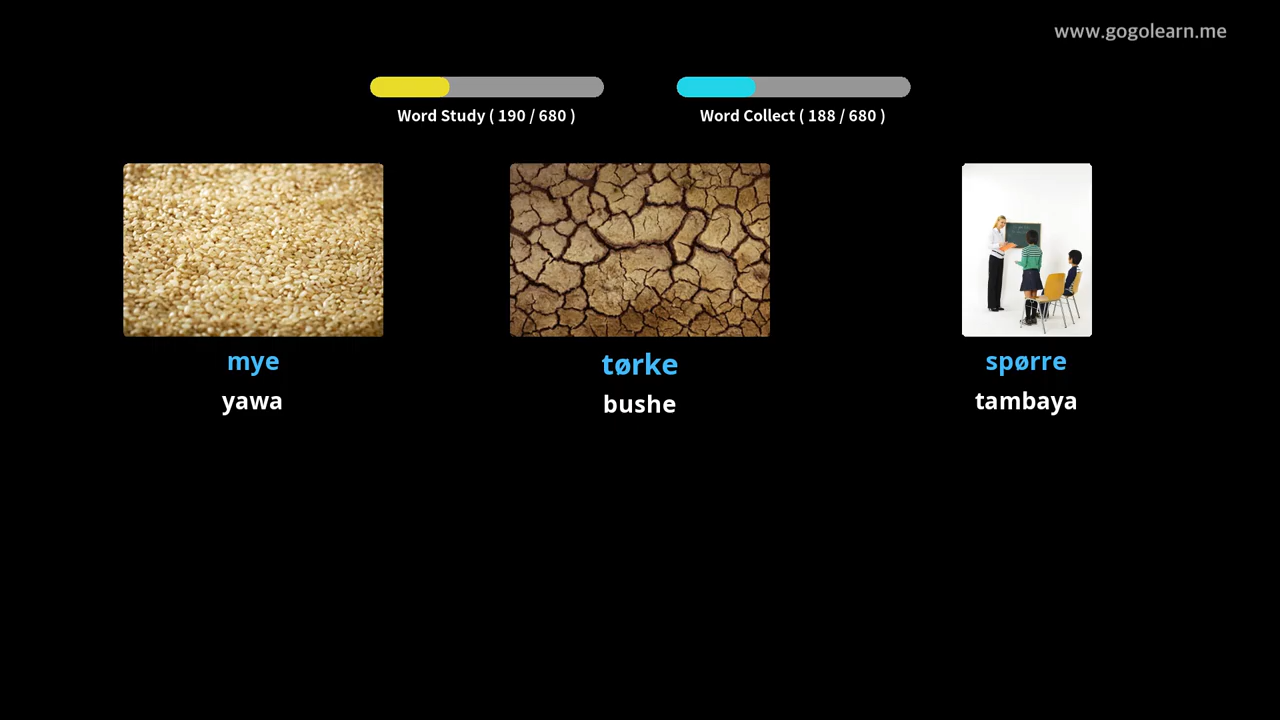 www.gogolearn.me
Word Study ( 190 / 680 )
Word Collect ( 188 / 680 )
mye
yawa
tørke
bushe
spørre
tambaya